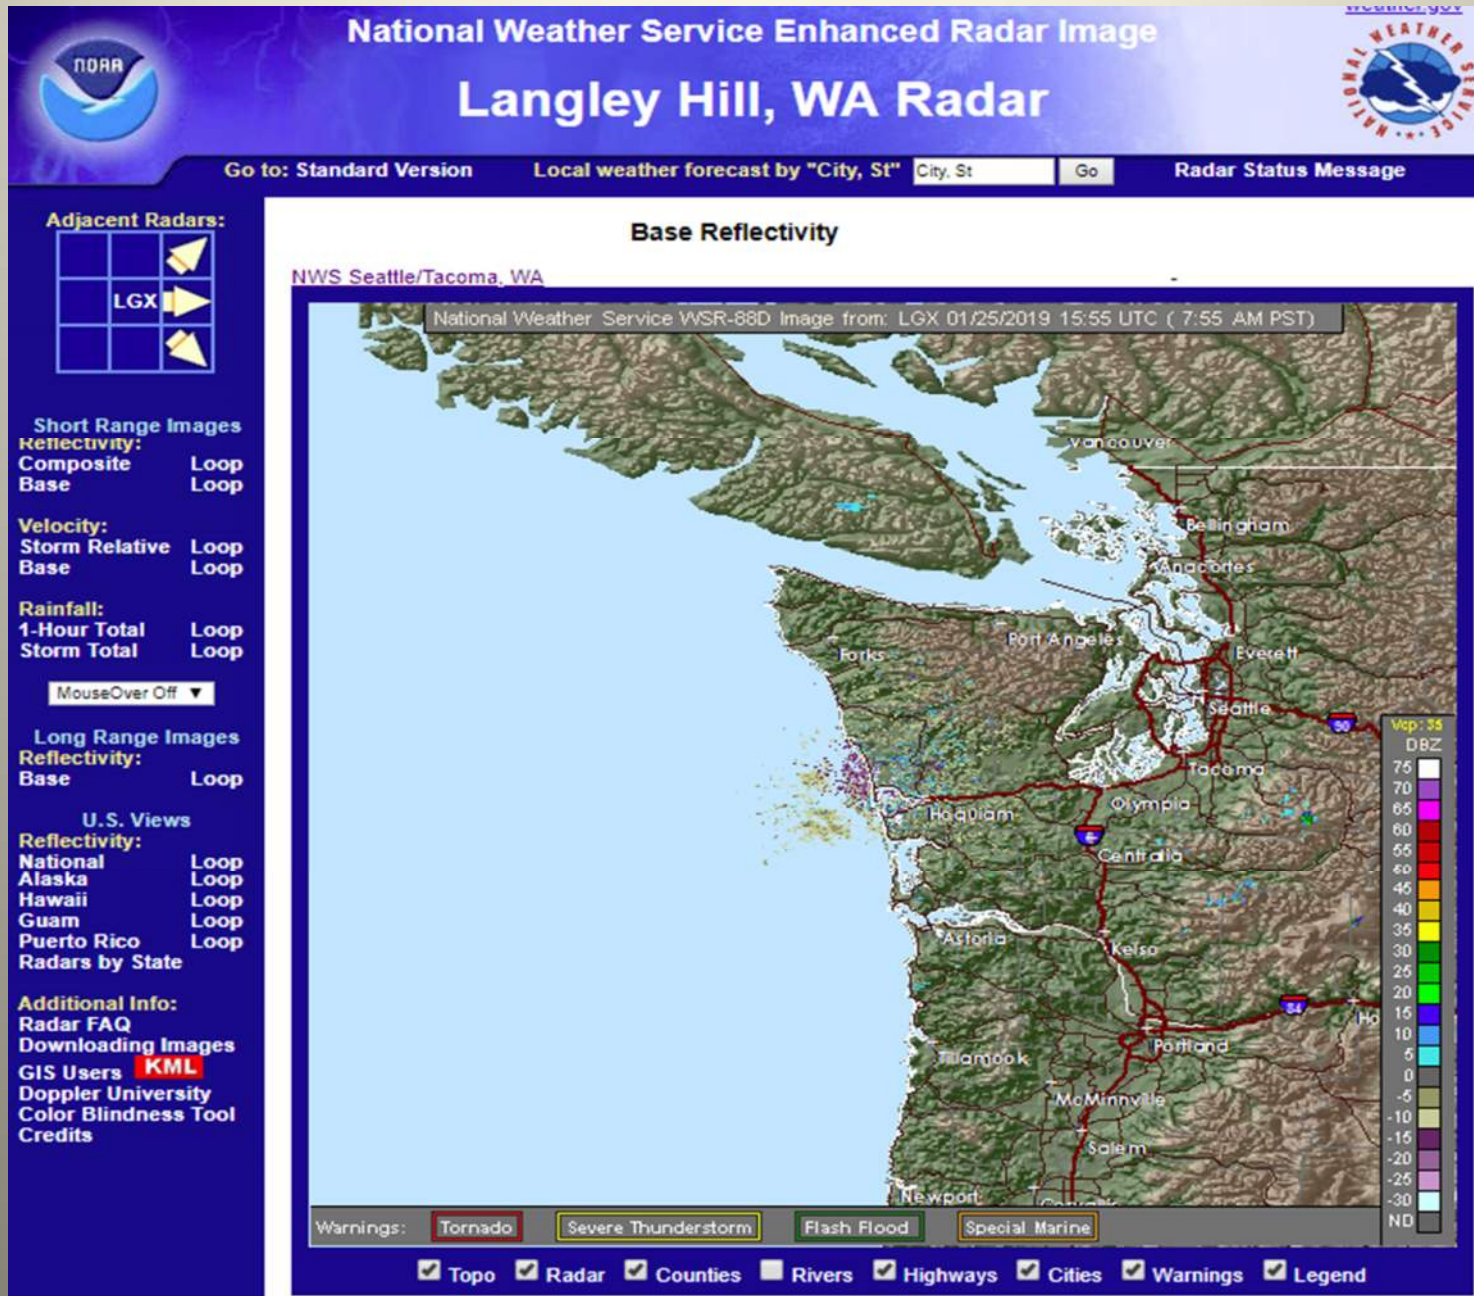 weather.gov
National Weather Service Enhanced Radar Image
NOAA
NATIONAL WEATHER SERVICE
Langley Hill, WA Radar
Go to: Standard Version Local weather forecast by "City, St" City, St Go Radar Status Message
Adjacent Radars:
LGX
Base Reflectivity
NWS Seattle/Tacoma, WA
-
National Weather Service WSR-88D Image from: LGX 01/25/2019 15:55 UTC ( 7:55 AM PST)
Short Range Images
Reflectivity:
Composite Loop
Base Loop
Velocity:
Storm Relative Loop
Base Loop
Rainfall:
1-Hour Total Loop
Storm Total Loop
MouseOver Off ▼
Long Range Images
Reflectivity:
Base Loop
U.S. Views
Reflectivity:
National Loop
Alaska Loop
Hawaii Loop
Guam Loop
Puerto Rico Loop
Radars by State
Additional Info:
Radar FAQ
Downloading Images
GIS Users KML
Doppler University
Color Blindness Tool
Credits
Vancouver
Bellingham
Anacortes
Port Angeles
Forks
Everett
Seattle
90
Tacoma
Hoquiam
Olympia
Centralia
Astoria
Kelso
84
Ho
Portland
Tillamook
McMinnville
Salem
Newport
Vcp: 35
DBZ
75
70
65
60
55
50
45
40
35
30
25
20
15
10
5
0
-5
-10
-15
-20
-25
-30
ND
Warnings: Tornado Severe Thunderstorm Flash Flood Special Marine
Topo Radar Counties Rivers Highways Cities Warnings Legend